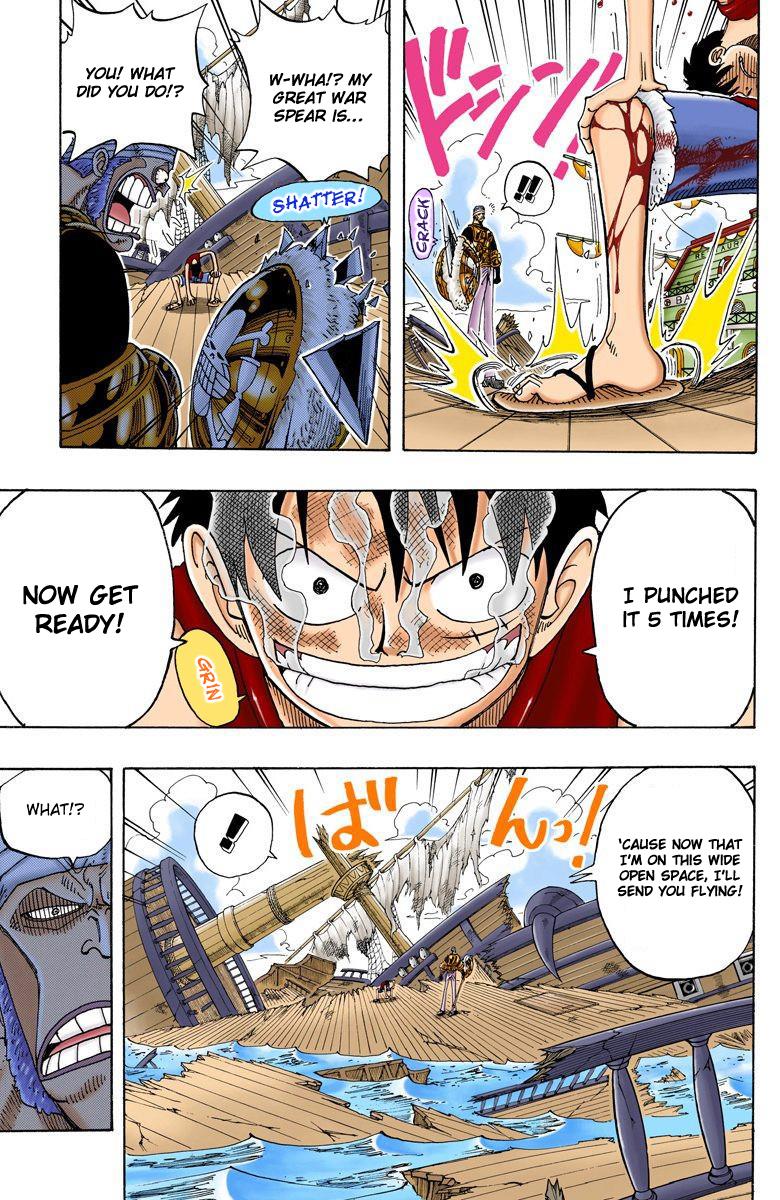 ドン!!
!!
CRACK
W-WHA!? MY
GREAT WAR
SPEAR IS...
YOU! WHAT
DID YOU DO!?
SHATTER!
I PUNCHED
IT 5 TIMES!
NOW GET
READY!
GRIN
'CAUSE NOW THAT
I'M ON THIS WIDE
OPEN SPACE, I'LL
SEND YOU FLYING!
ばんっ!
!
WHAT!?